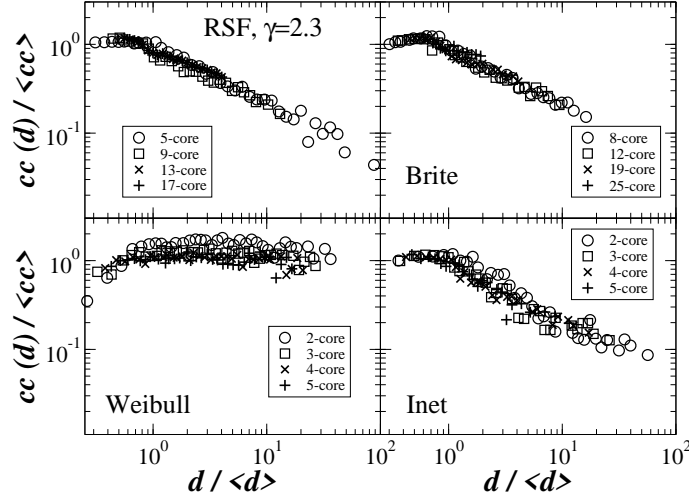 RSF, γ=2.3
cc (d) / <cc>
10^0
10^-1
5-core
9-core
13-core
17-core
8-core
12-core
19-core
25-core
Brite
cc (d) / <cc>
10^0
10^-1
2-core
3-core
4-core
5-core
Weibull
2-core
3-core
4-core
5-core
Inet
10^0
10^1
10^2
10^0
10^1
10^2
d / <d>
d / <d>